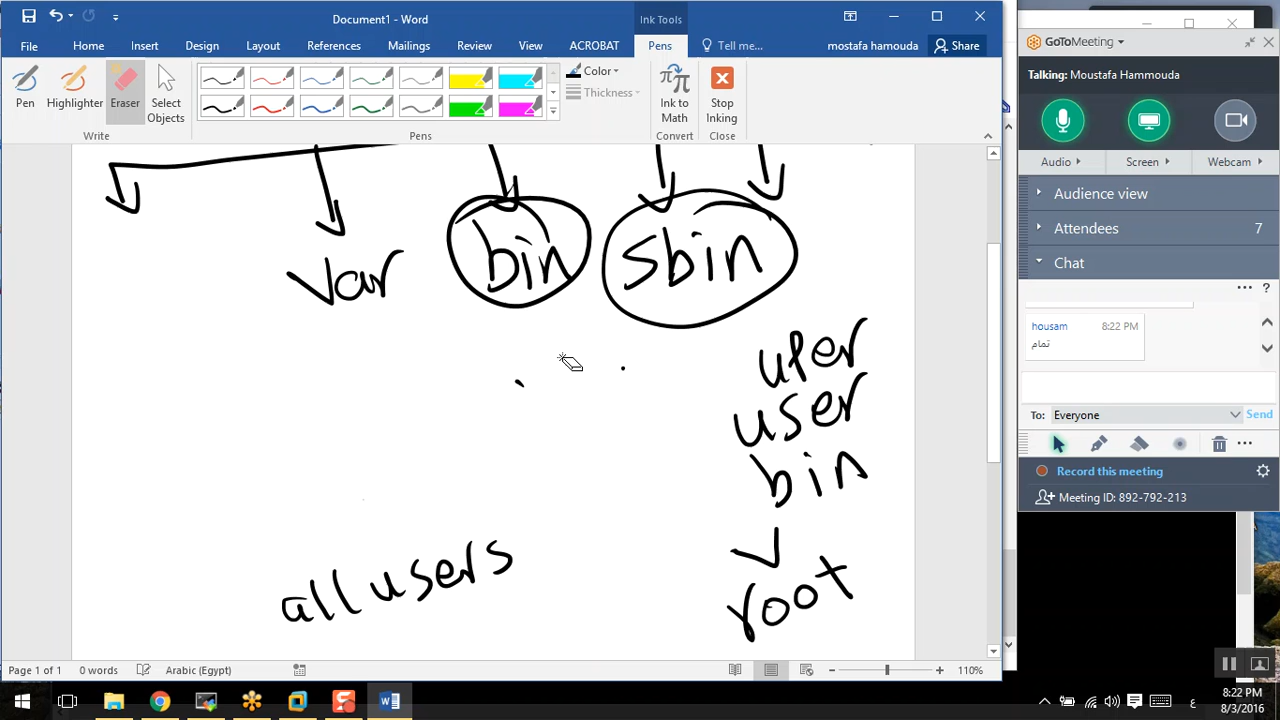 Document1 - Word
Ink Tools
File
Home
Insert
Design
Layout
References
Mailings
Review
View
ACROBAT
Pens
Tell me...
mostafa hamouda
Share
Pen
Highlighter
Eraser
Select
Objects
Color
Thickness
Ink to
Math
Stop
Inking
Write
Pens
Convert
Close
var
bin
sbin
user
user
bin
root
all users
Page 1 of 1
0 words
Arabic (Egypt)
110%
GoToMeeting
Talking: Moustafa Hammouda
Audio
Screen
Webcam
Audience view
Attendees
7
Chat
?
housam
8:22 PM
تمام
To:
Everyone
Send
Record this meeting
Meeting ID: 892-792-213
ع
8:22 PM
8/3/2016